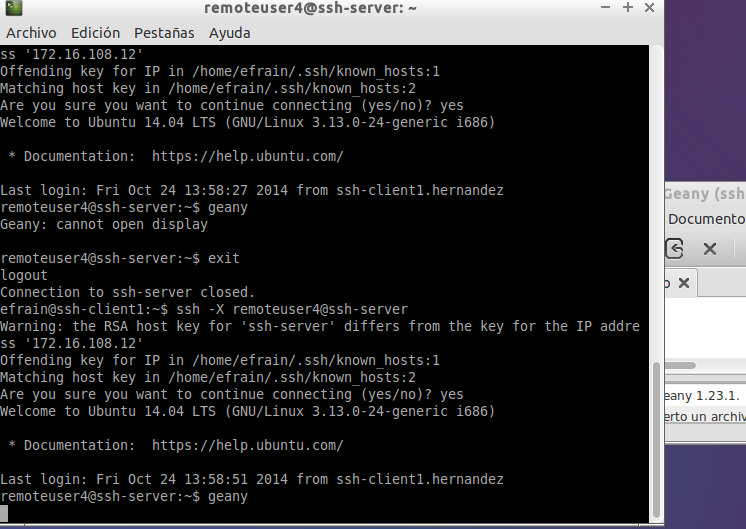 remoteuser4@ssh-server: ~
Archivo Edición Pestañas Ayuda
ss '172.16.108.12'
Offending key for IP in /home/efrain/.ssh/known_hosts:1
Matching host key in /home/efrain/.ssh/known_hosts:2
Are you sure you want to continue connecting (yes/no)? yes
Welcome to Ubuntu 14.04 LTS (GNU/Linux 3.13.0-24-generic i686)
* Documentation:  https://help.ubuntu.com/
Last login: Fri Oct 24 13:58:27 2014 from ssh-client1.hernandez
remoteuser4@ssh-server:~$ geany
Geany: cannot open display
remoteuser4@ssh-server:~$ exit
logout
Connection to ssh-server closed.
efrain@ssh-client1:~$ ssh -X remoteuser4@ssh-server
Warning: the RSA host key for 'ssh-server' differs from the key for the IP addre
ss '172.16.108.12'
Offending key for IP in /home/efrain/.ssh/known_hosts:1
Matching host key in /home/efrain/.ssh/known_hosts:2
Are you sure you want to continue connecting (yes/no)? yes
Welcome to Ubuntu 14.04 LTS (GNU/Linux 3.13.0-24-generic i686)
* Documentation:  https://help.ubuntu.com/
Last login: Fri Oct 24 13:58:51 2014 from ssh-client1.hernandez
remoteuser4@ssh-server:~$ geany
Geany (ssh
Documento
o
eany 1.23.1.
erto un archiv